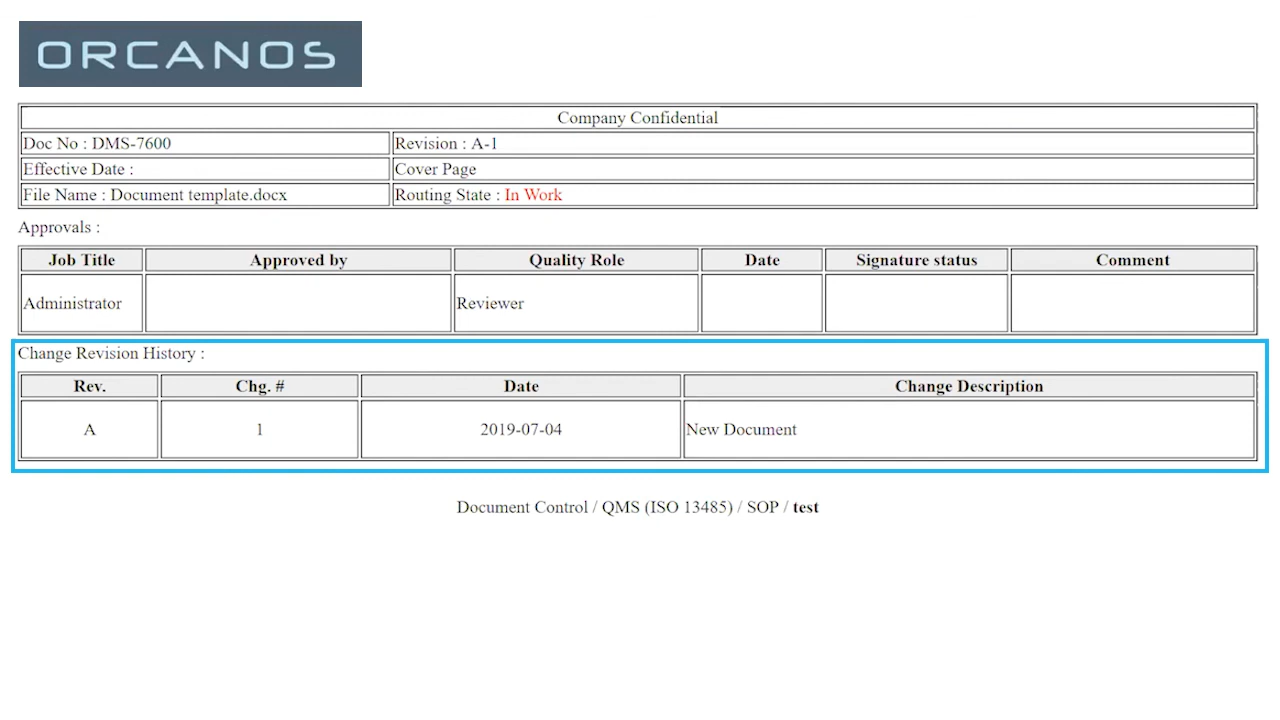 ORCANOS
Company Confidential
Doc No : DMS-7600 Revision : A-1
Effective Date : Cover Page
File Name : Document template.docx Routing State : In Work
Approvals :
Job Title Approved by Quality Role Date Signature status Comment
Administrator Reviewer
Change Revision History :
Rev. Chg. # Date Change Description
A 1 2019-07-04 New Document
Document Control / QMS (ISO 13485) / SOP / test